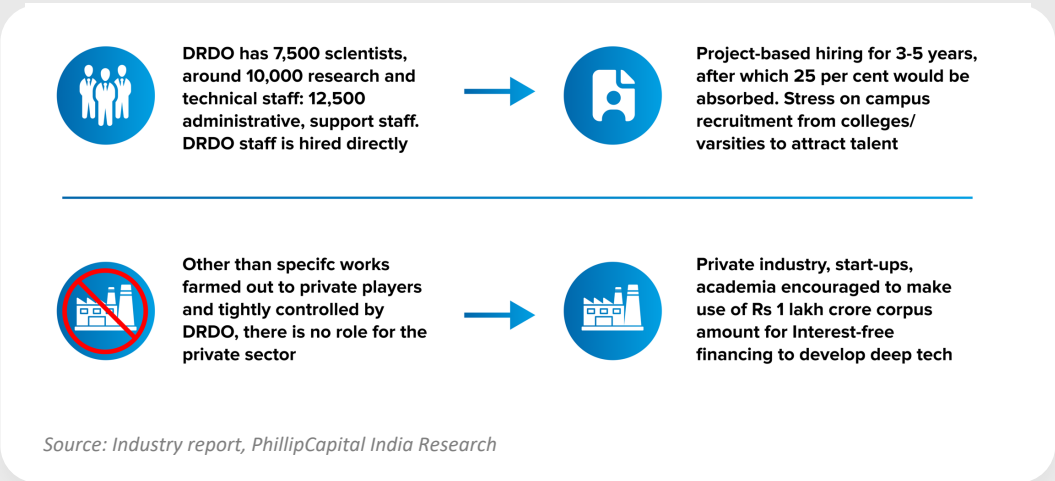 DRDO has 7,500 sclentists,
around 10,000 research and
technical staff: 12,500
administrative, support staff.
DRDO staff is hired directly
Project-based hiring for 3-5 years,
after which 25 per cent would be
absorbed. Stress on campus
recruitment from colleges/
varsities to attract talent
Other than specifc works
farmed out to private players
and tightly controlled by
DRDO, there is no role for the
private sector
Private industry, start-ups,
academia encouraged to make
use of Rs 1 lakh crore corpus
amount for Interest-free
financing to develop deep tech
Source: Industry report, PhillipCapital India Research